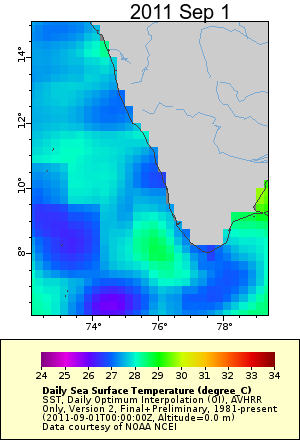 2011 Sep 1
14°
12°
10°
8°
74° 76° 78°
24 25 26 27 28 29 30 31 32 33 34
Daily Sea Surface Temperature (degree_C)
SST, Daily Optimum Interpolation (OI), AVHRR
Only, Version 2, Final+Preliminary, 1981-present
(2011-09-01T00:00:00Z, Altitude=0.0 m)
Data courtesy of NOAA NCEI